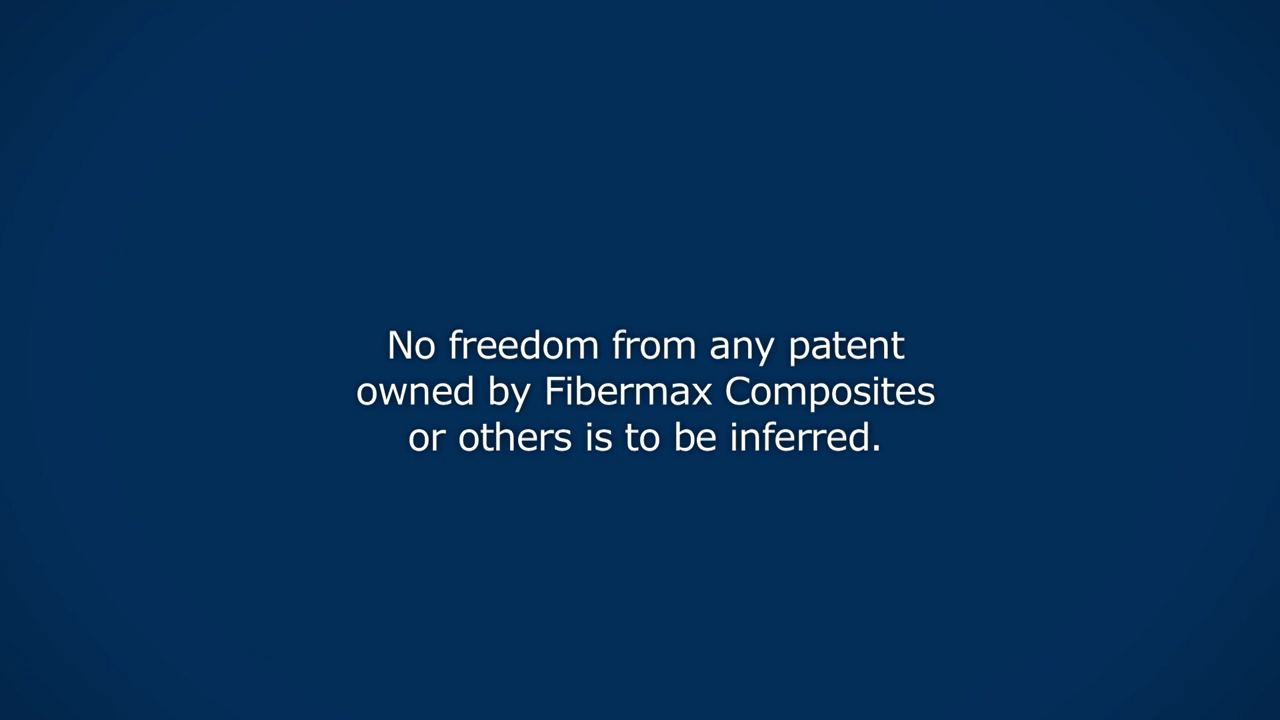 No freedom from any patent
owned by Fibermax Composites
or others is to be inferred.